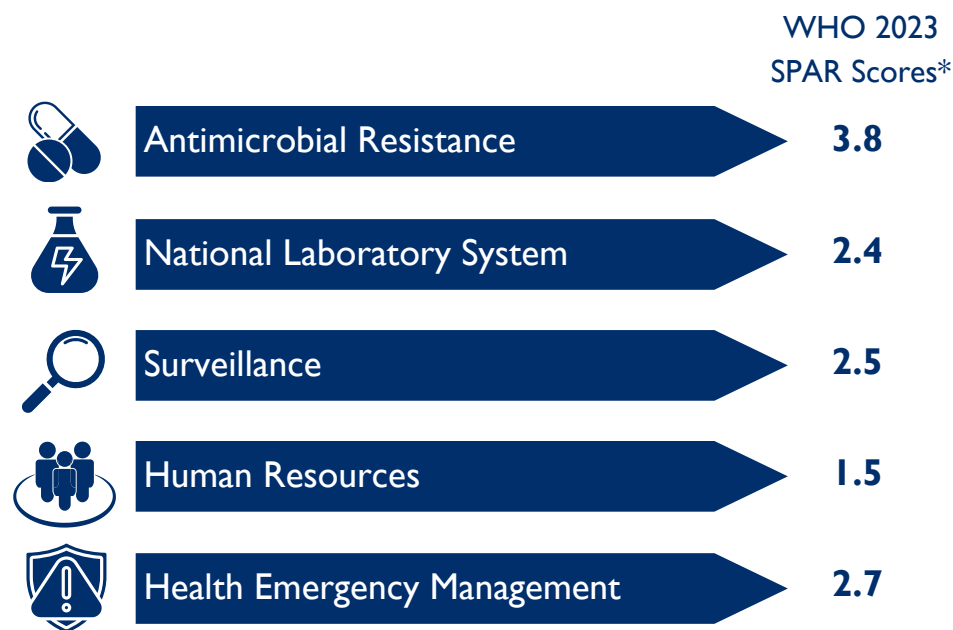 WHO 2023
SPAR Scores*
Antimicrobial Resistance 3.8
National Laboratory System 2.4
Surveillance 2.5
Human Resources 1.5
Health Emergency Management 2.7